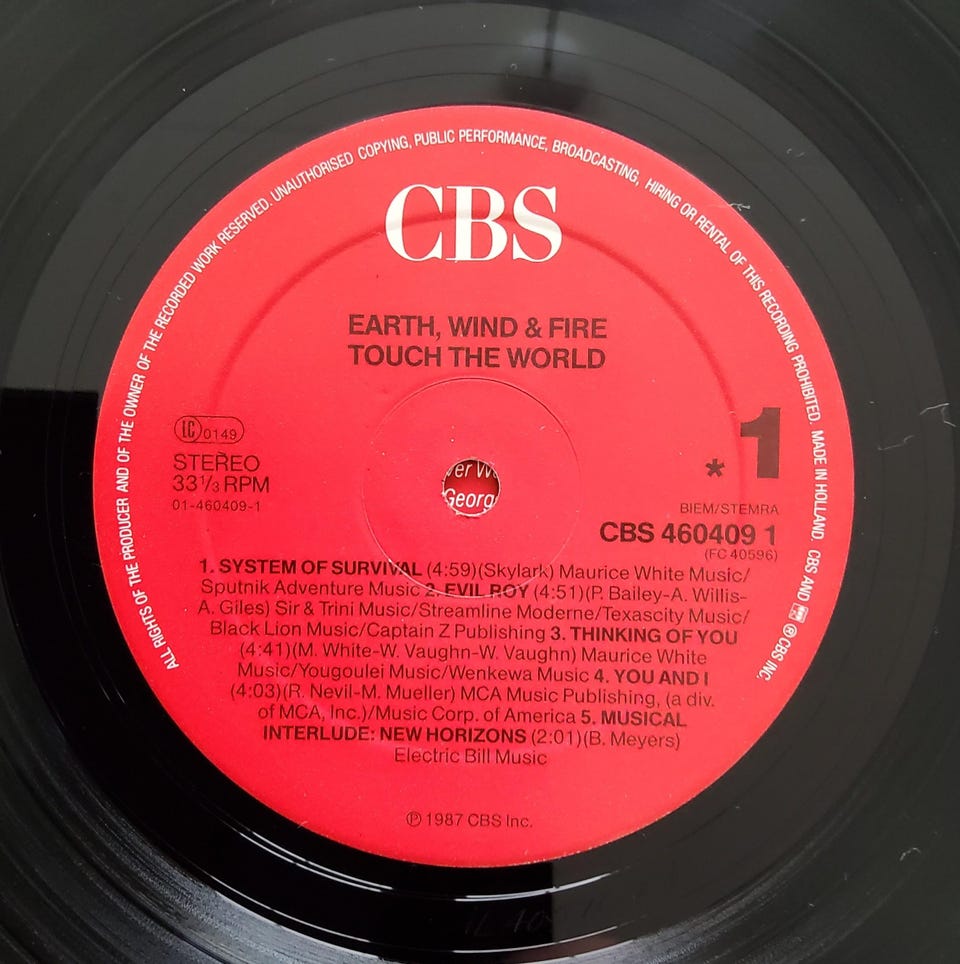 ALL RIGHTS OF THE PRODUCER AND OF THE OWNER OF THE RECORDED WORK RESERVED. UNAUTHORISED COPYING, PUBLIC PERFORMANCE, BROADCASTING, HIRING OR RENTAL OF THIS RECORDING PROHIBITED. MADE IN HOLLAND. CBS AND ® CBS INC.
CBS
EARTH, WIND & FIRE
TOUCH THE WORLD
LC 0149
STEREO
33⅓ RPM
01-460409-1
* 1
BIEM/STEMRA
CBS 460409 1
(FC 40596)
Georg
1. SYSTEM OF SURVIVAL (4:59)(Skylark) Maurice White Music/
Sputnik Adventure Music 2. EVIL ROY (4:51)(P. Bailey-A. Willis-
A. Giles) Sir & Trini Music/Streamline Moderne/Texascity Music/
Black Lion Music/Captain Z Publishing 3. THINKING OF YOU
(4:41)(M. White-W. Vaughn-W. Vaughn) Maurice White
Music/Yougoulei Music/Wenkewa Music 4. YOU AND I
(4:03)(R. Nevil-M. Mueller) MCA Music Publishing, (a div.
of MCA, Inc.)/Music Corp. of America 5. MUSICAL
INTERLUDE: NEW HORIZONS (2:01)(B. Meyers)
Electric Bill Music
℗ 1987 CBS Inc.